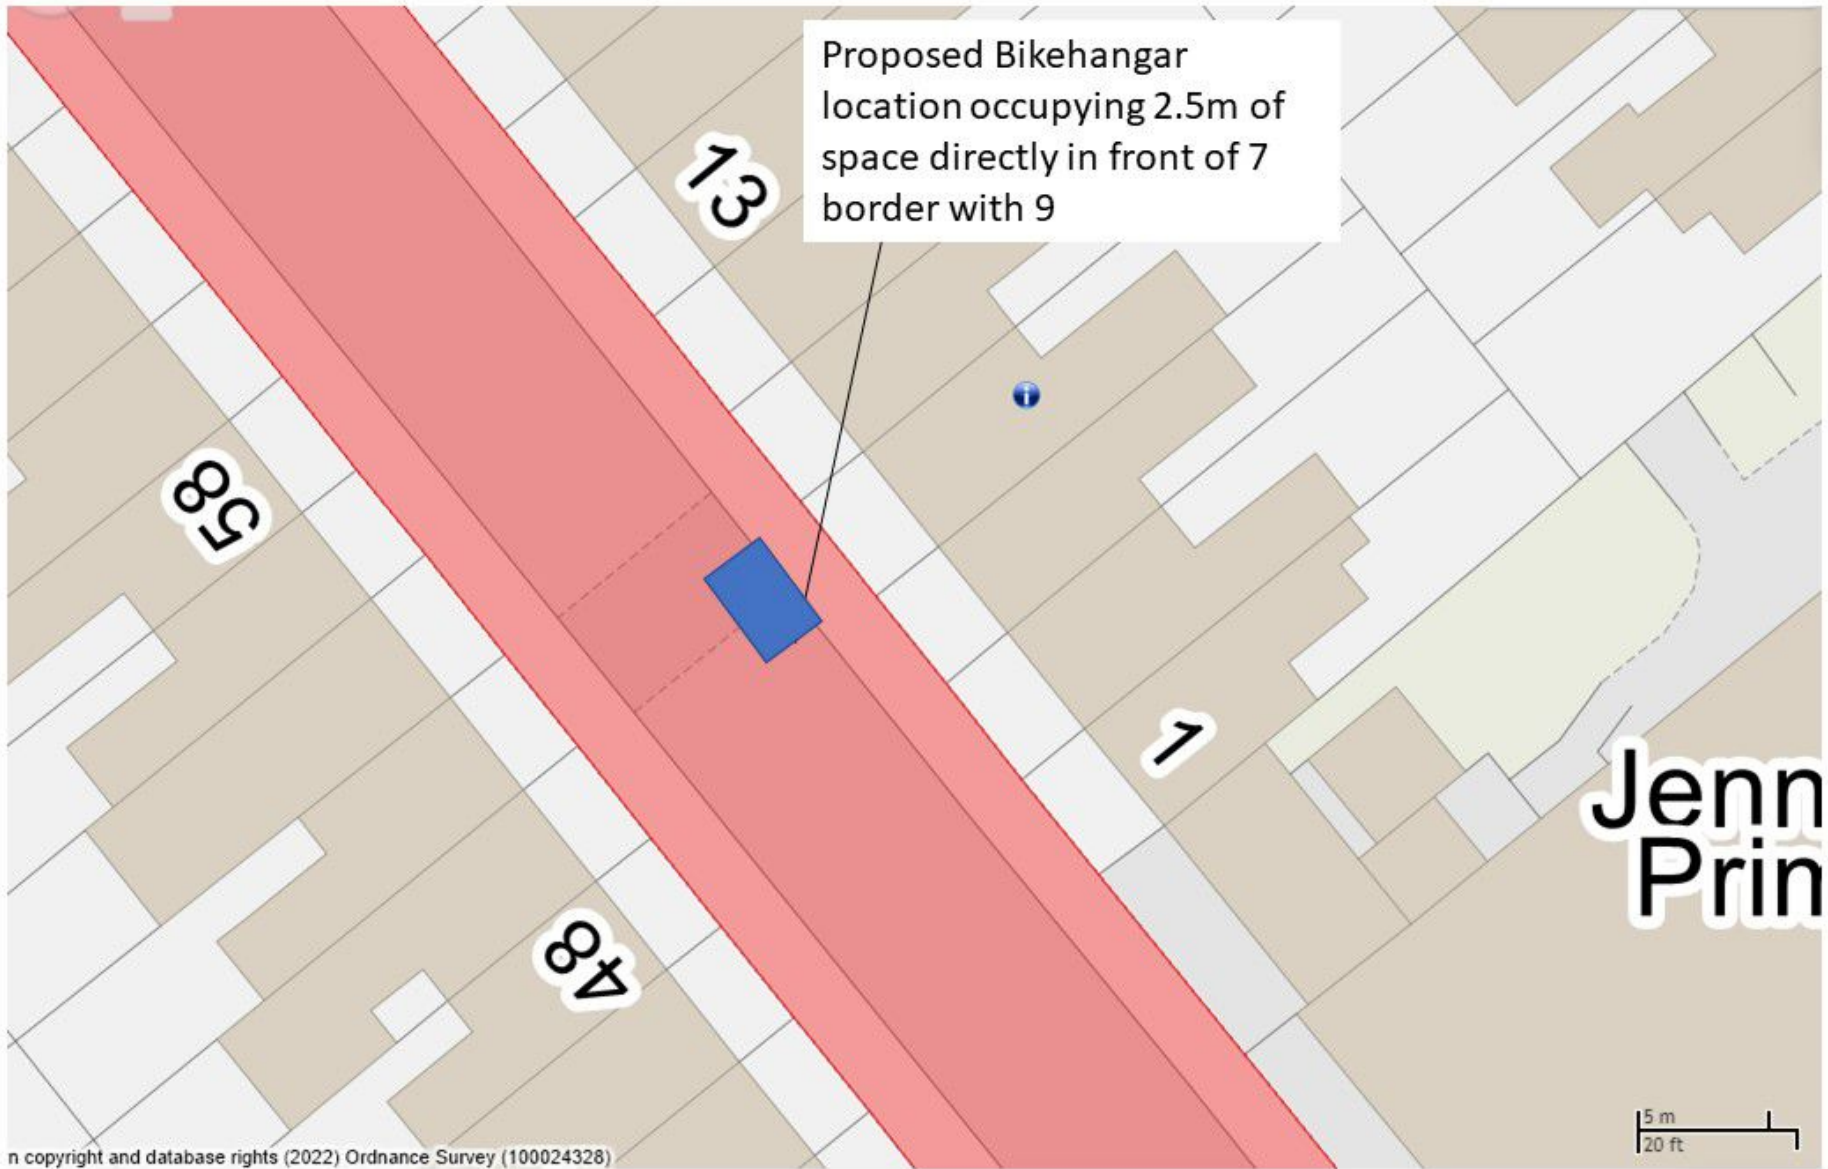 Proposed Bikehangar
location occupying 2.5m of
space directly in front of 7
border with 9
13
58
1
Jenn
Prin
48
5 m
20 ft
n copyright and database rights (2022) Ordnance Survey (100024328)